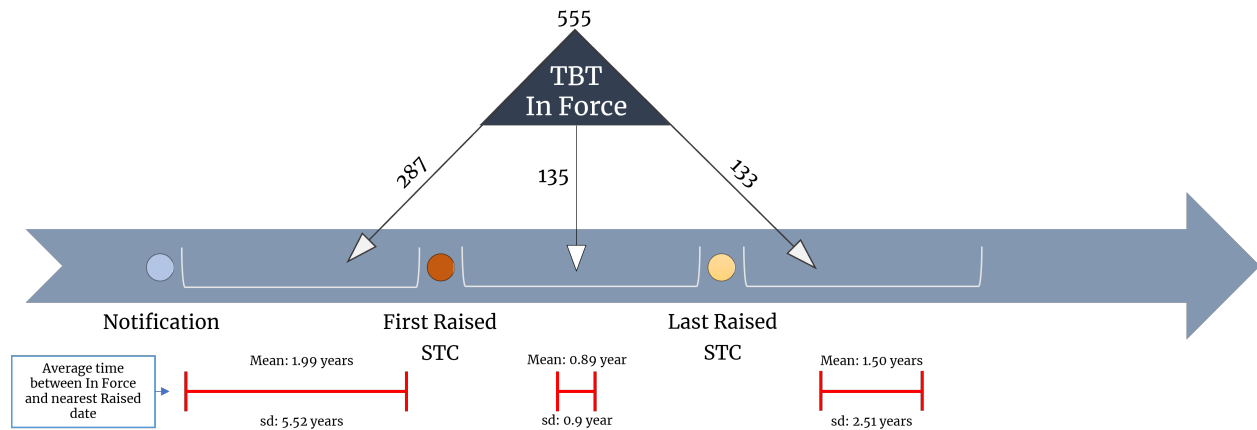 555
TBT
In Force
287
135
133
Notification
First Raised
STC
Last Raised
STC
Average time
between In Force
and nearest Raised
date
Mean: 1.99 years
sd: 5.52 years
Mean: 0.89 year
sd: 0.9 year
Mean: 1.50 years
sd: 2.51 years